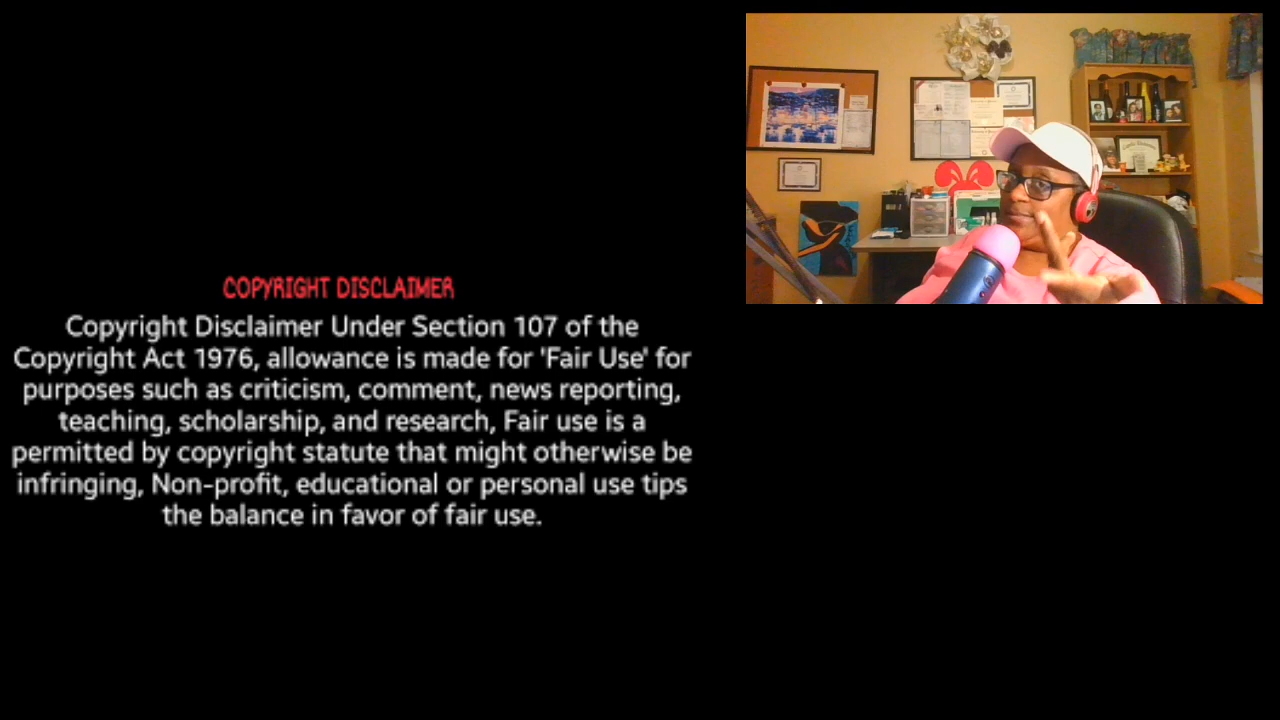 COPYRIGHT DISCLAIMER
Copyright Disclaimer Under Section 107 of the
Copyright Act 1976, allowance is made for 'Fair Use' for
purposes such as criticism, comment, news reporting,
teaching, scholarship, and research, Fair use is a
permitted by copyright statute that might otherwise be
infringing, Non-profit, educational or personal use tips
the balance in favor of fair use.